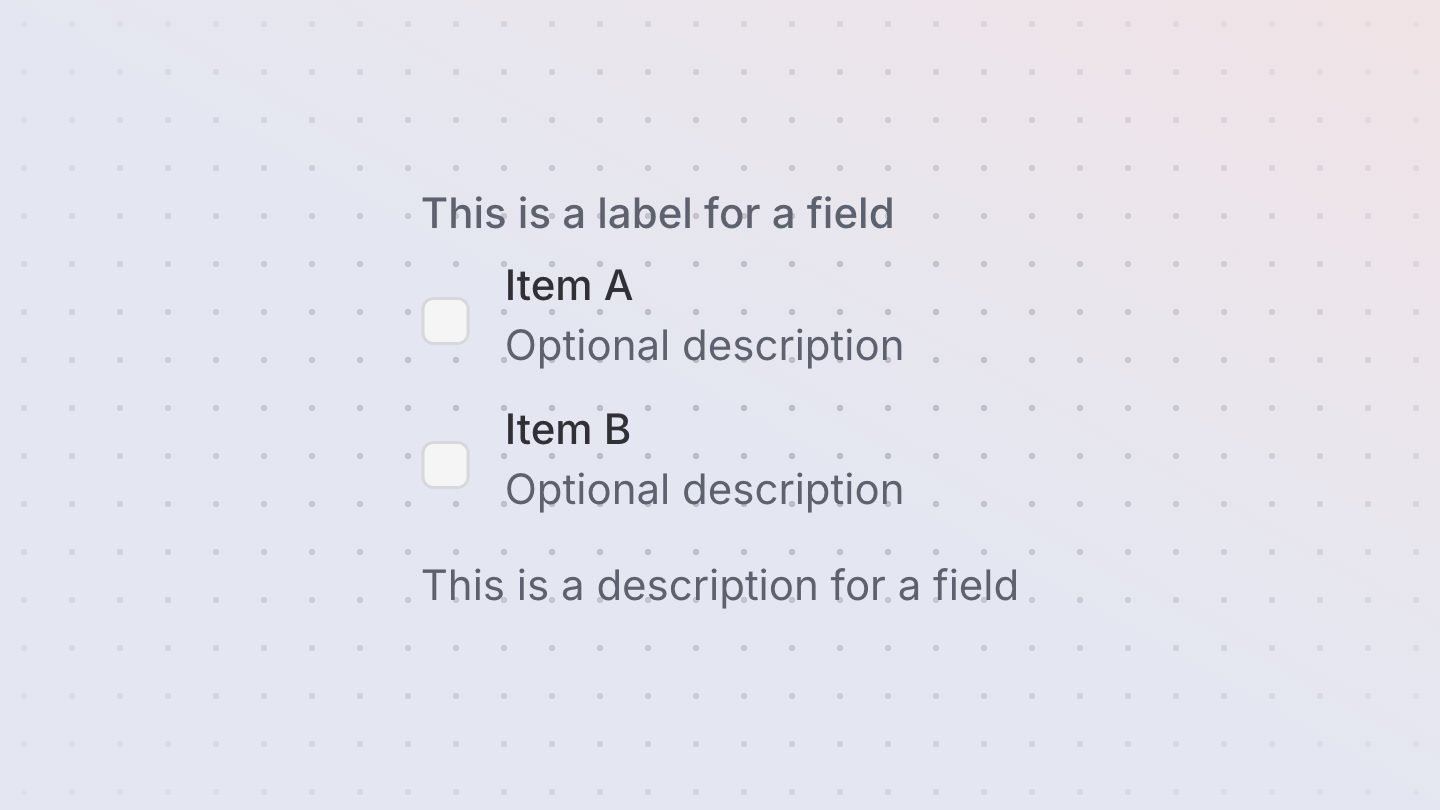 This is a label for a field
Item A
Optional description
Item B
Optional description
This is a description for a field